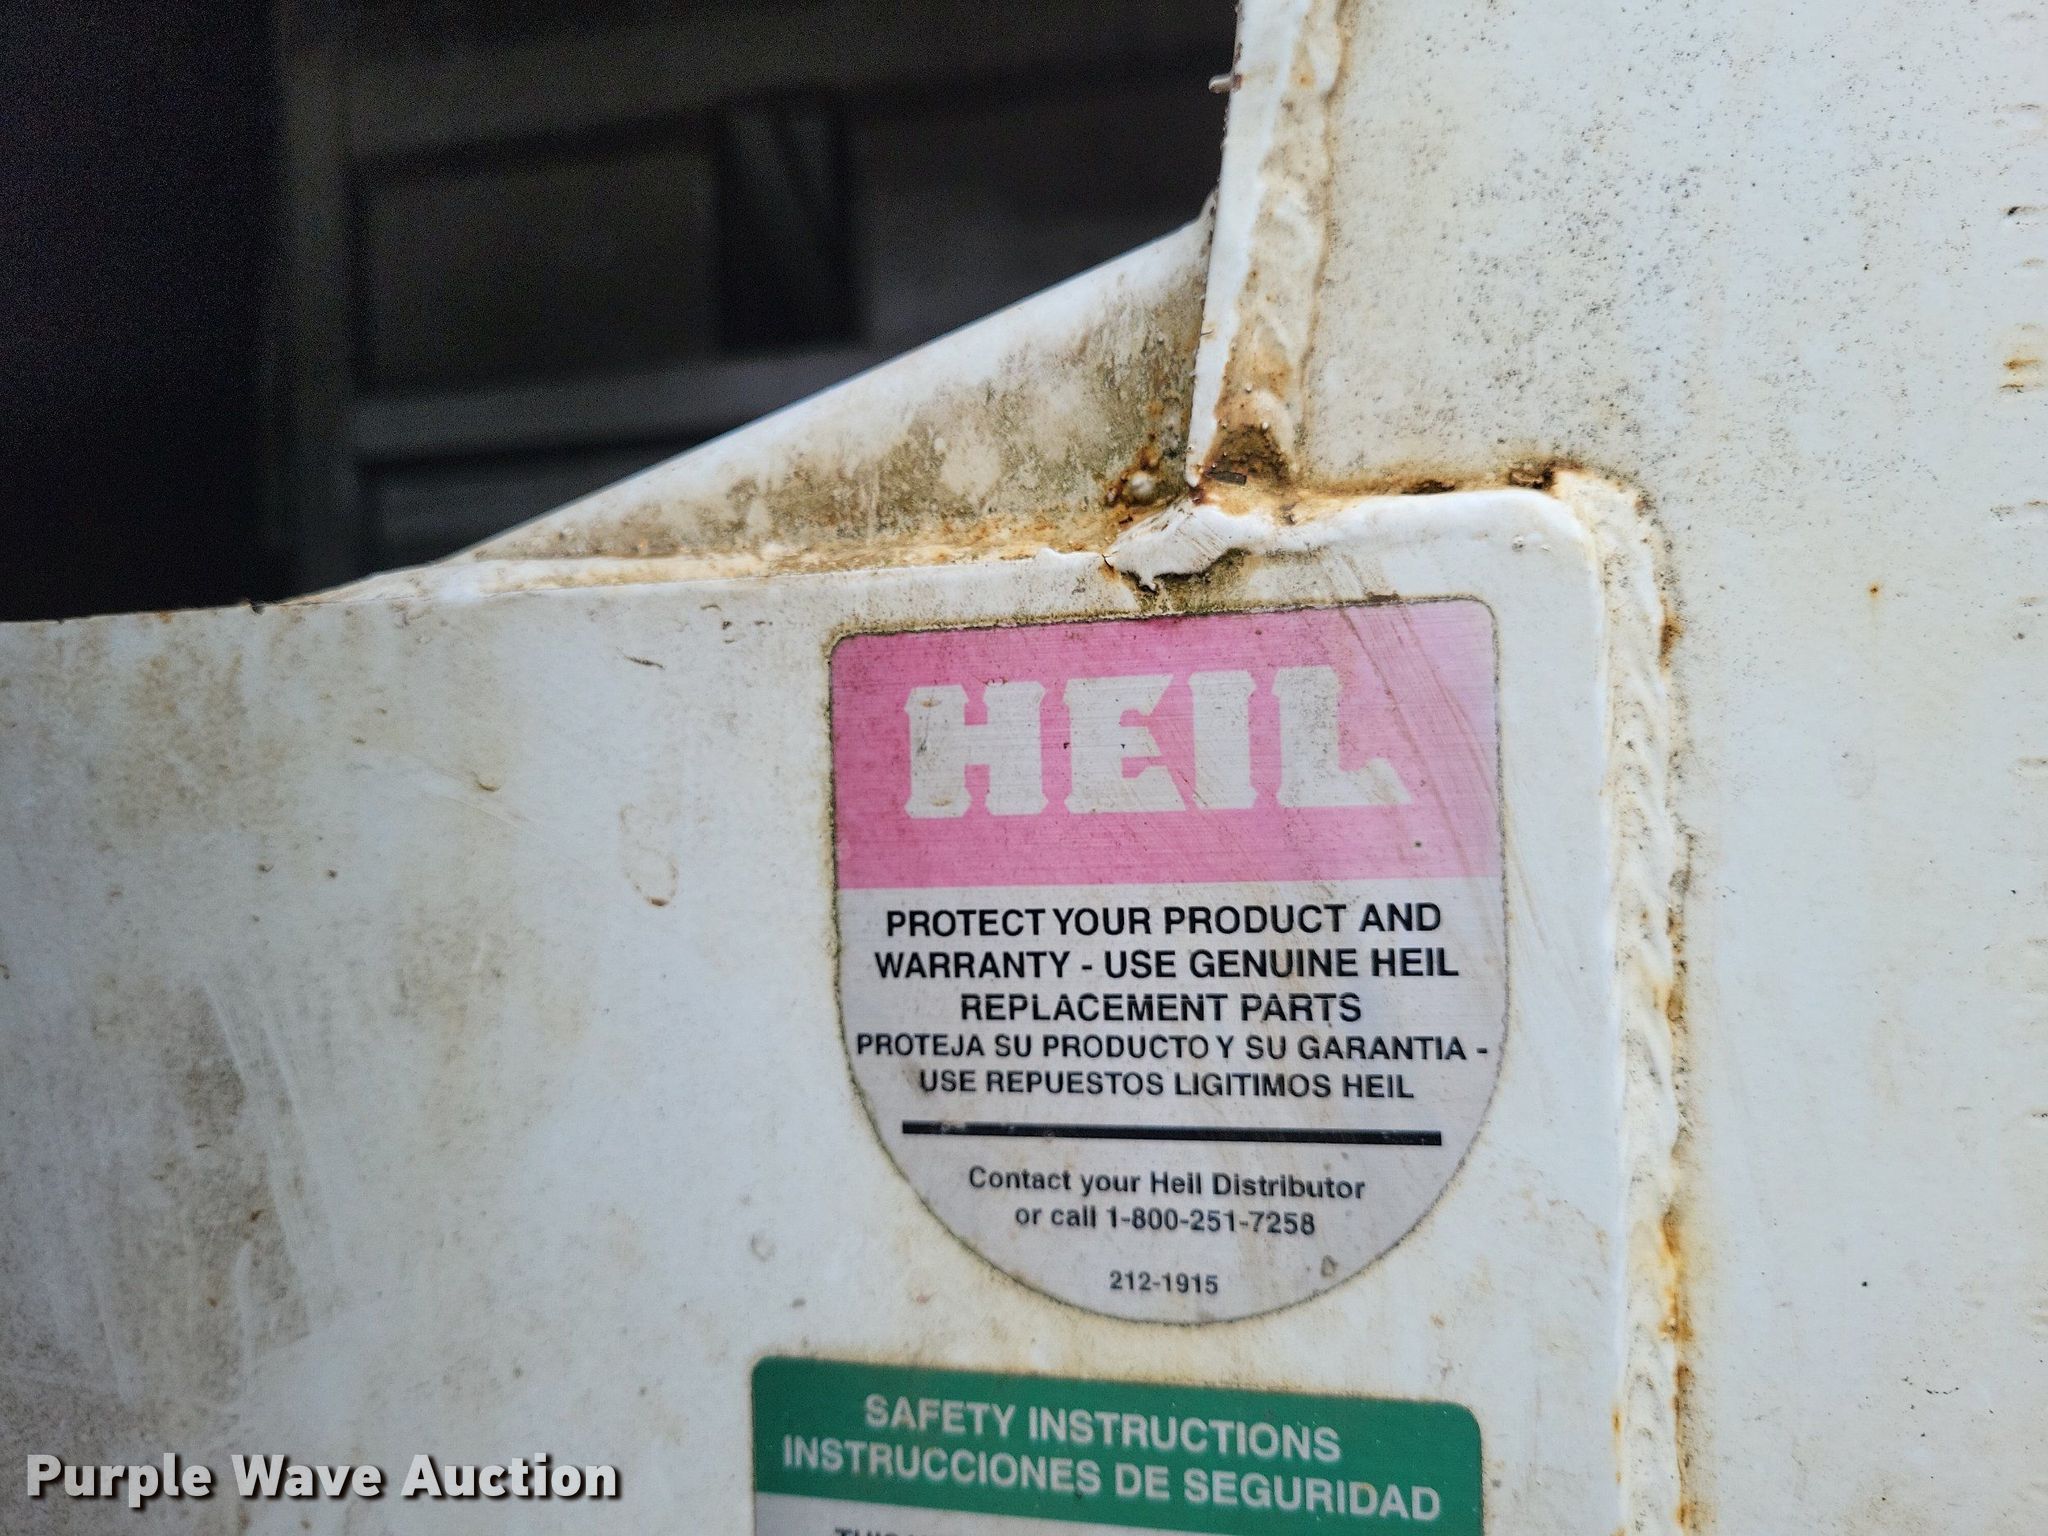 HEIL
PROTECT YOUR PRODUCT AND
WARRANTY - USE GENUINE HEIL
REPLACEMENT PARTS
PROTEJA SU PRODUCTO Y SU GARANTIA -
USE REPUESTOS LIGITIMOS HEIL
Contact your Heil Distributor
or call 1-800-251-7258
212-1915
SAFETY INSTRUCTIONS
INSTRUCCIONES DE SEGURIDAD
Purple Wave Auction